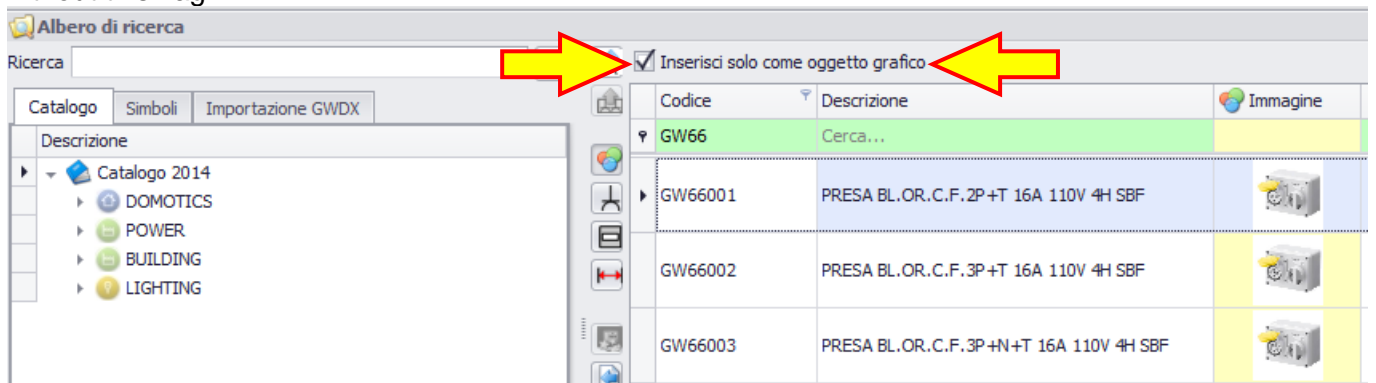 Albero di ricerca
Ricerca
Inserisci solo come oggetto grafico
Catalogo Simboli Importazione GWDX
Descrizione
Catalogo 2014
DOMOTICS
POWER
BUILDING
LIGHTING
Codice Descrizione Immagine
GW66 Cerca...
GW66001 PRESA BL.OR.C.F.2P+T 16A 110V 4H SBF
GW66002 PRESA BL.OR.C.F.3P+T 16A 110V 4H SBF
GW66003 PRESA BL.OR.C.F.3P+N+T 16A 110V 4H SBF